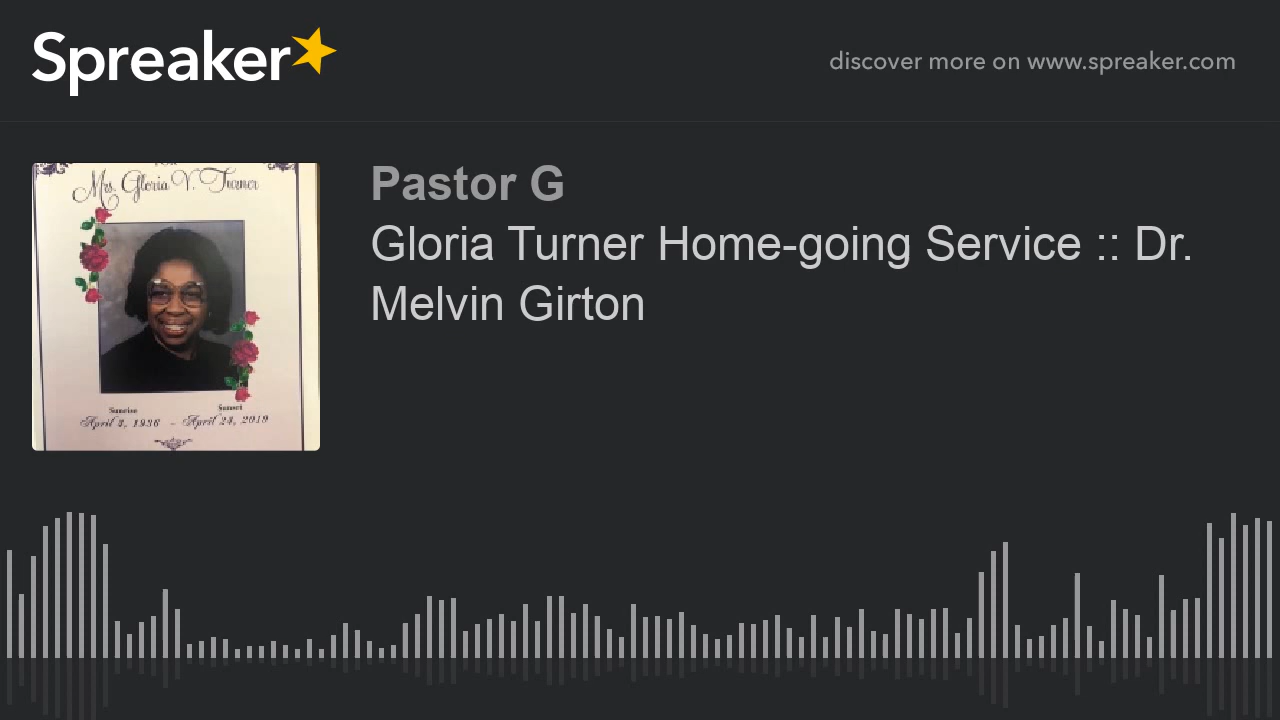 Spreaker
discover more on www.spreaker.com
Mrs. Gloria V. Turner
Sunrise Sunset
April 8, 1936 - April 24, 2019
Pastor G
Gloria Turner Home-going Service :: Dr.
Melvin Girton